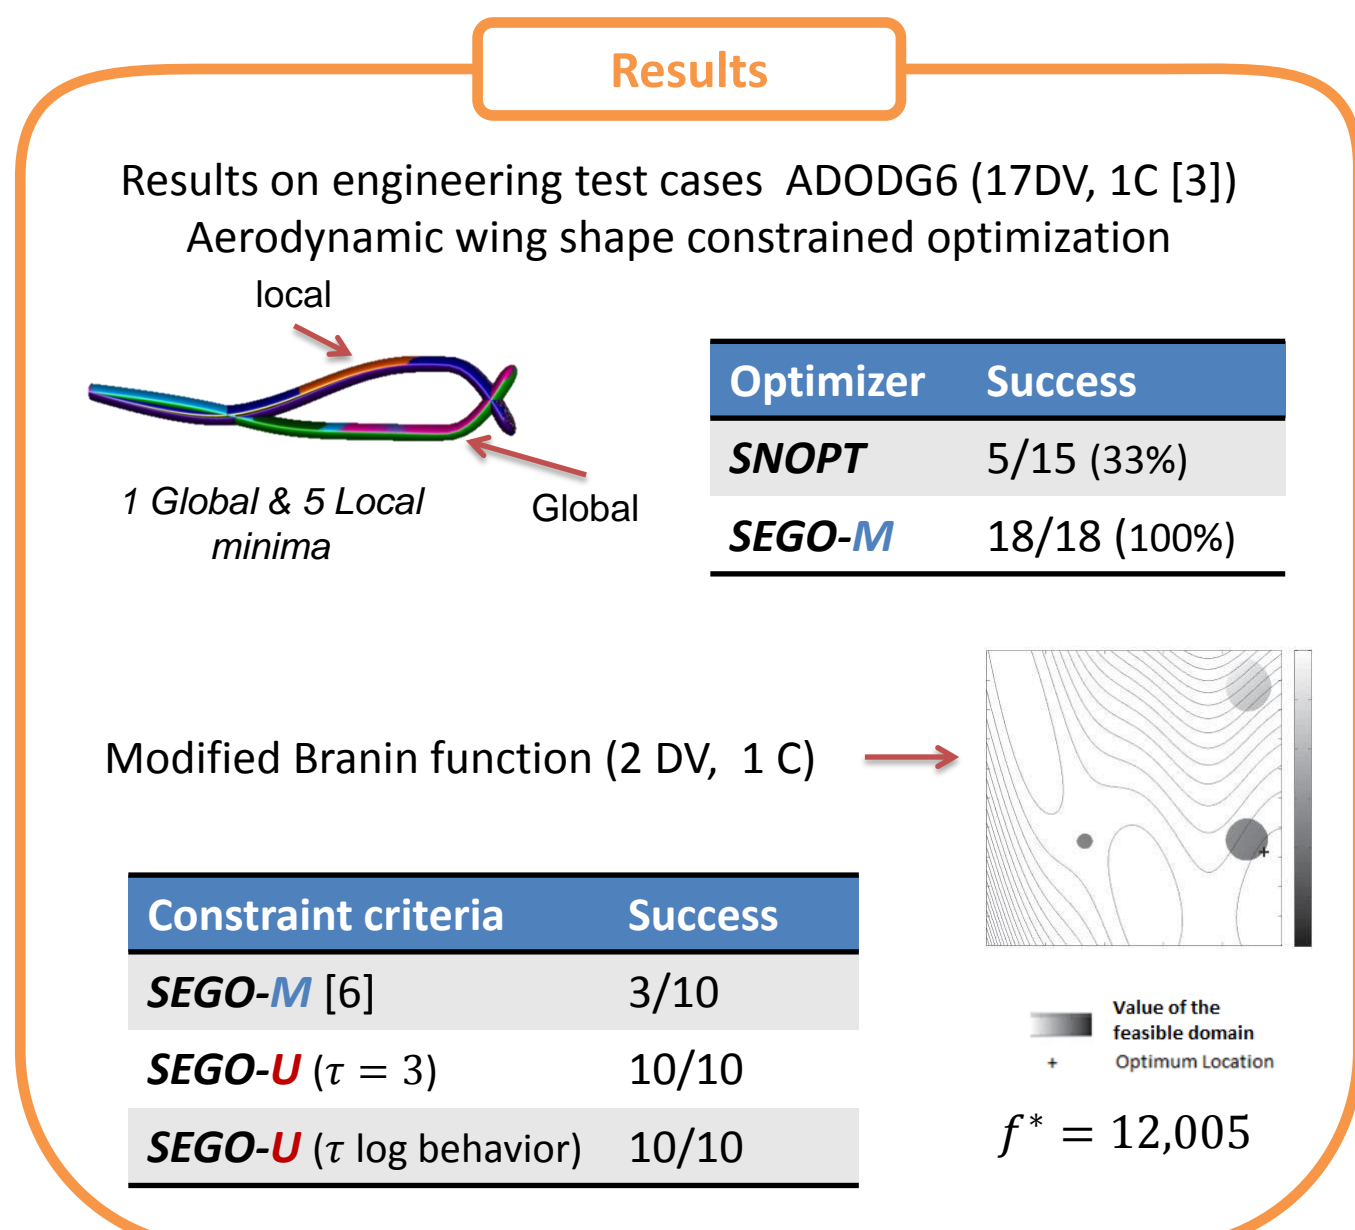 Results
Results on engineering test cases ADODG6 (17DV, 1C [3])
Aerodynamic wing shape constrained optimization
local
Global
1 Global & 5 Local
minima
Optimizer Success
SNOPT 5/15 (33%)
SEGO-M 18/18 (100%)
Modified Branin function (2 DV, 1 C)
Constraint criteria Success
SEGO-M [6] 3/10
SEGO-U (τ = 3) 10/10
SEGO-U (τ log behavior) 10/10
Value of the
feasible domain
+ Optimum Location
f* = 12,005